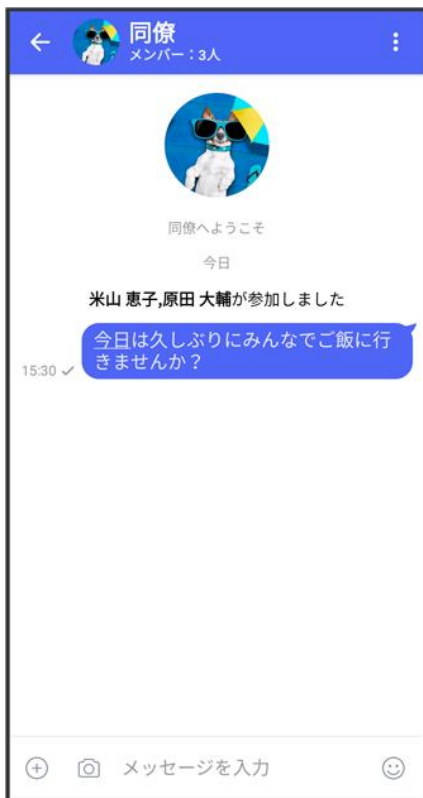 同僚
メンバー：3人
同僚へようこそ
今日
米山 恵子,原田 大輔が参加しました
今日は久しぶりにみんなでご飯に行
きませんか？
15:30
メッセージを入力